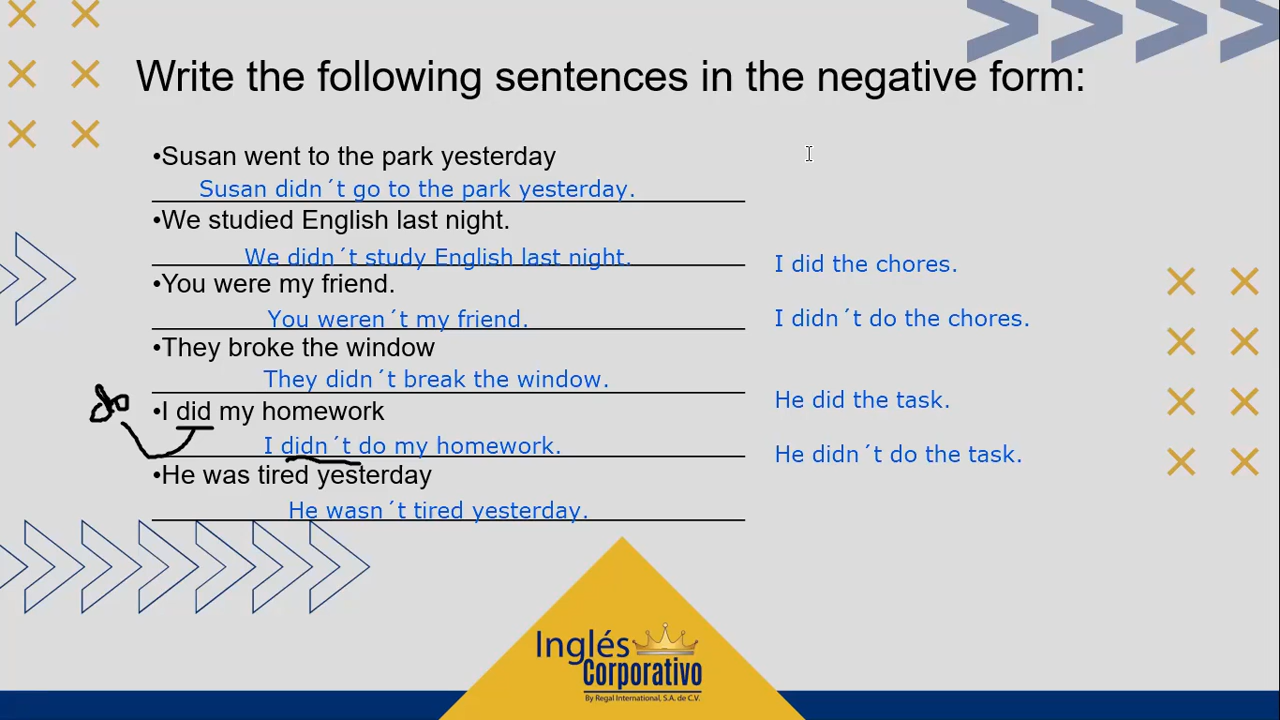 Write the following sentences in the negative form:
•Susan went to the park yesterday
Susan didn´t go to the park yesterday.
•We studied English last night.
We didn´t study English last night.
•You were my friend.
You weren´t my friend.
•They broke the window
They didn´t break the window.
do
•I did my homework
I didn´t do my homework.
•He was tired yesterday
He wasn´t tired yesterday.
I did the chores.
I didn´t do the chores.
He did the task.
He didn´t do the task.
Inglés
Corporativo
By Regal International, S.A. de C.V.